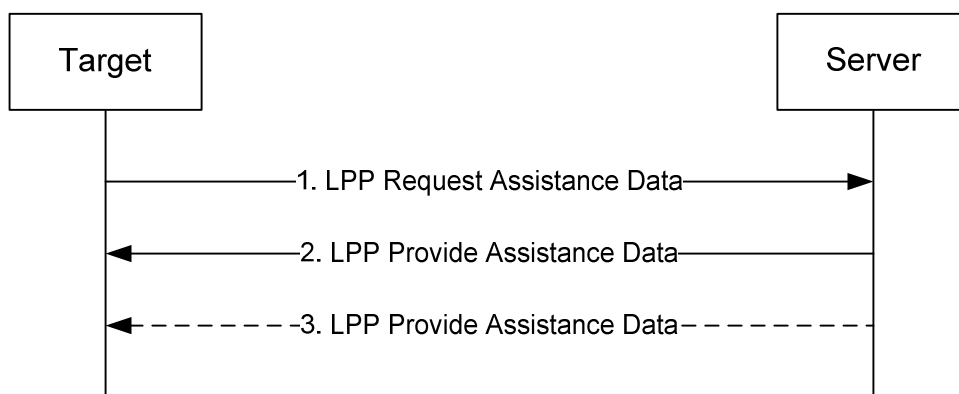 Target
Server
1. LPP Request Assistance Data
2. LPP Provide Assistance Data
3. LPP Provide Assistance Data